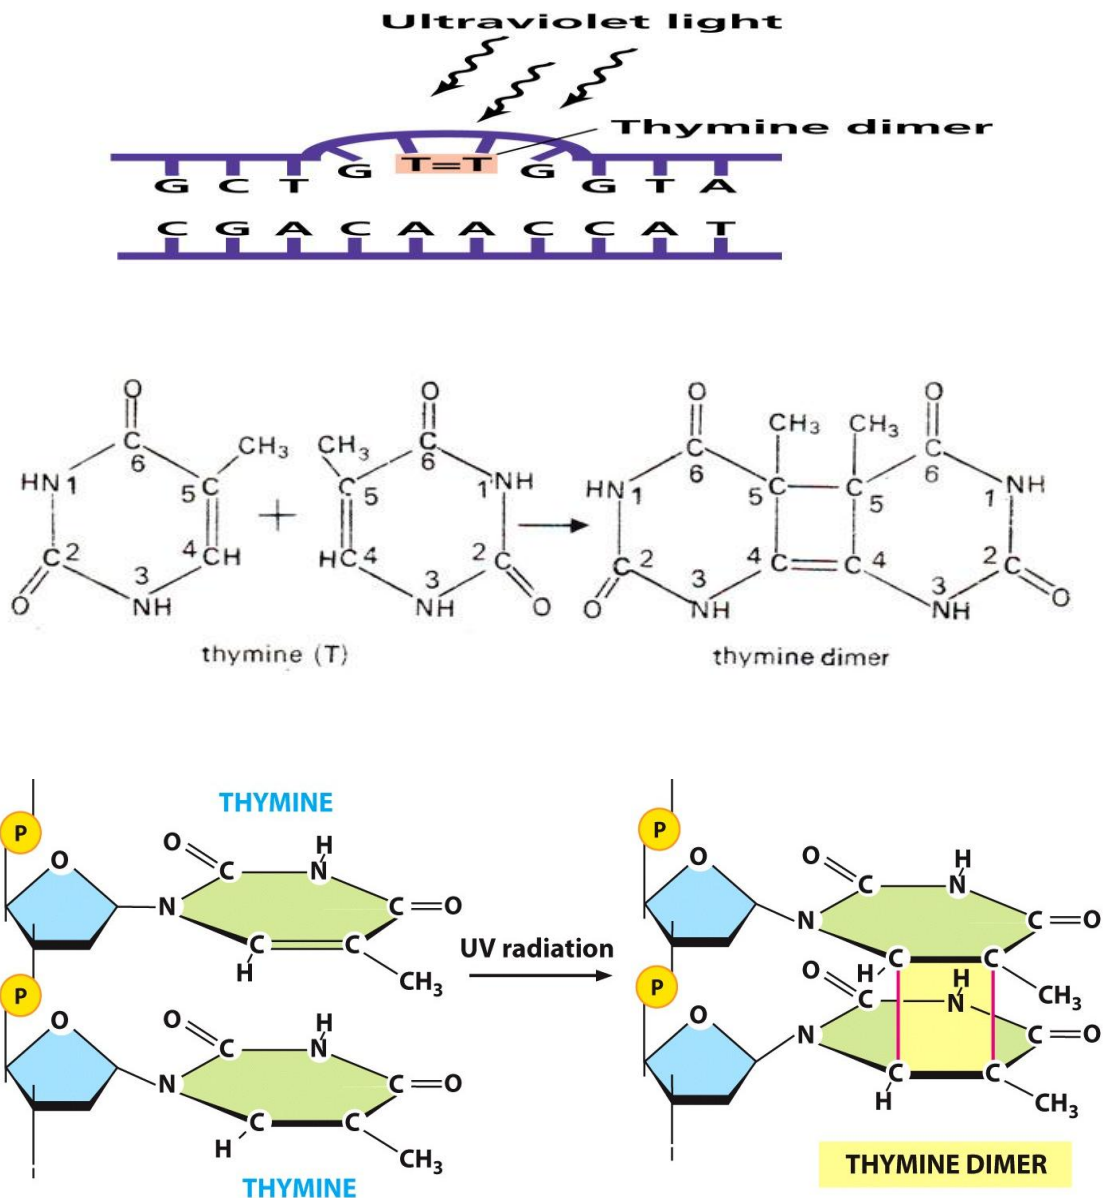 Ultraviolet light
Thymine dimer
G C T G T=T G G T A
C G A C A A C C A T
O O O O
CH3 CH3
C C CH3 CH3 C C
6 6 6 6
HN 1 5 C C 5 1 NH HN 1 5 C C 5 1 NH
+
C 2 4 CH HC 4 2 C C 2 4 C C 4 2 C
3 3 3 3
O NH NH O O NH NH O
thymine (T) thymine dimer
THYMINE
P O C H N
O N C O
C C
H CH3
UV radiation
P O C H N
O N C O
H C C
CH3
THYMINE
P O C H N
O N C O
H C C
CH3
P O C H N
O N C O
C C
H CH3
THYMINE DIMER